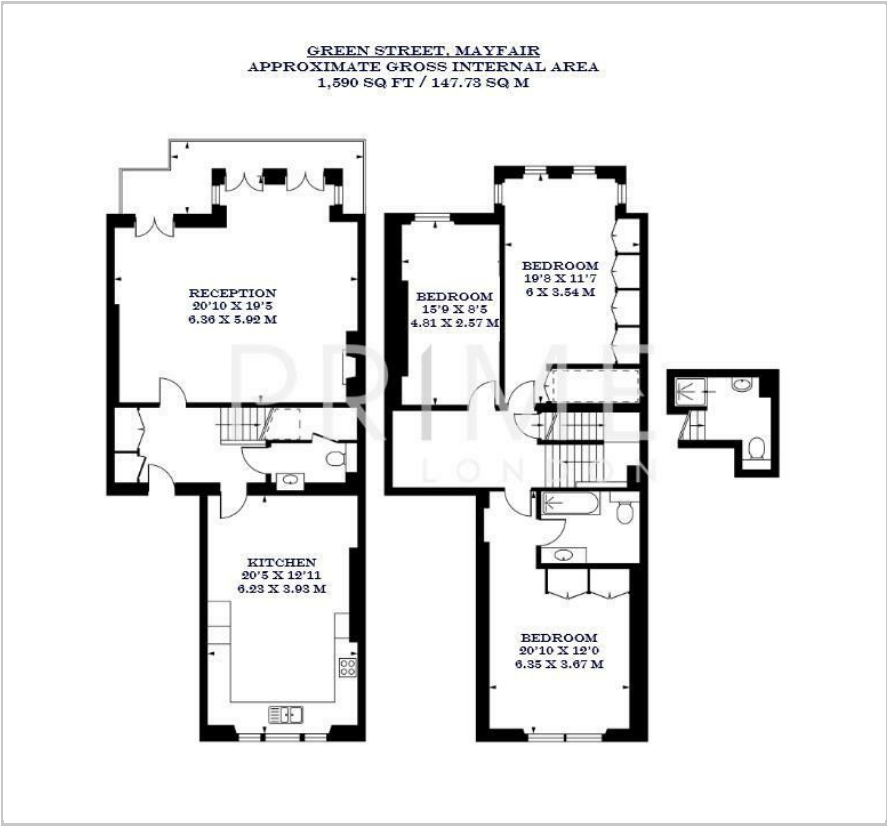 GREEN STREET, MAYFAIR
APPROXIMATE GROSS INTERNAL AREA
1,590 SQ FT / 147.73 SQ M
RECEPTION
20'10 X 19'5
6.36 X 5.92 M
BEDROOM
15'9 X 8'5
4.81 X 2.57 M
BEDROOM
19'8 X 11'7
6 X 3.54 M
PRIME
LONDON
KITCHEN
20'5 X 12'11
6.23 X 3.93 M
BEDROOM
20'10 X 12'0
6.35 X 3.67 M